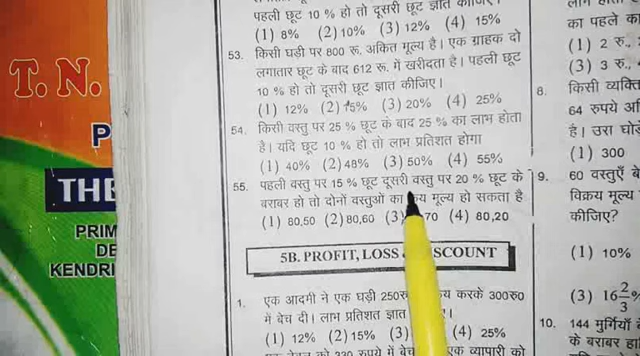 T. N.
P
THE
PRIM
DE
KENDRI
पहली छूट 10 % हो तो दूसरी छूट ज्ञात कीजिए।
(1) 8% (2) 10% (3) 12% (4) 15%
53. किसी घड़ी पर 800 रू. अंकित मूल्य है। एक ग्राहक दो
लगातार छूट के बाद 612 रू. में खरीदता है। पहली छूट
10 % हो तो दूसरी छूट ज्ञात कीजिए।
(1) 12% (2) 15% (3) 20% (4) 25%
54. किसी वस्तु पर 25 % छूट के बाद 25 % का लाभ होता
है। यदि छूट 10 % हो तो लाभ प्रतिशत होगा
(1) 40% (2) 48% (3) 50% (4) 55%
55. पहली वस्तु पर 15 % छूट दूसरी वस्तु पर 20 % छूट के
बराबर हो तो दोनों वस्तुओं का मूल्य हो सकता है
(1) 80,50 (2) 80,60 (3) 70 (4) 80,20
5B. PROFIT, LOSS
1. एक आदमी ने एक घड़ी 250रू0 करके 300रु0
में बेच दी। लाभ प्रतिशत ज्ञात
(1) 12% (2) 15% (3) (4) 25%
330 रूपये में बेच एक व्यापारी को
का पहले क
(1) 2 रु.,
(3) 3 रु.,
8. किसी व्यक्ति
64 रुपये अ
है। उरा घोड़े
(1) 300
9. 60 वस्तुएँ बे
विक्रय मूल्य
कीजिए?
(1) 10%
(3) 16 2/3 %
10. 144 मुर्गियाँ
के बराबर हा